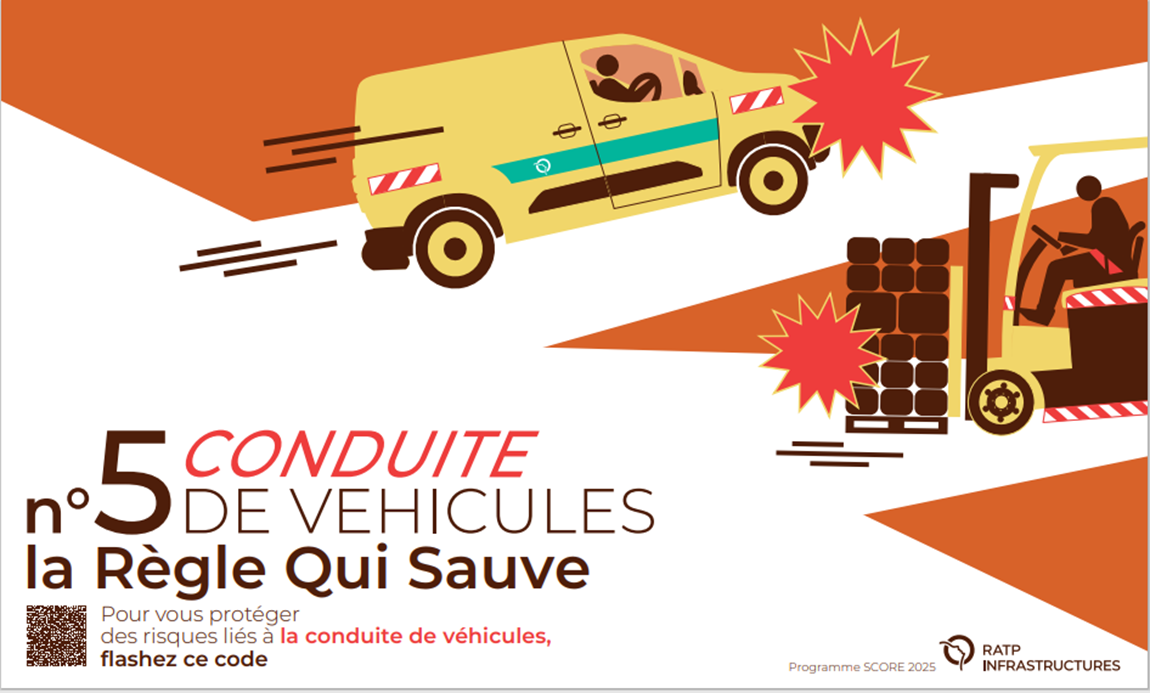 n°5 CONDUITE
DE VEHICULES
la Règle Qui Sauve
Pour vous protéger
des risques liés à la conduite de véhicules,
flashez ce code
Programme SCORE 2025
RATP
INFRASTRUCTURES